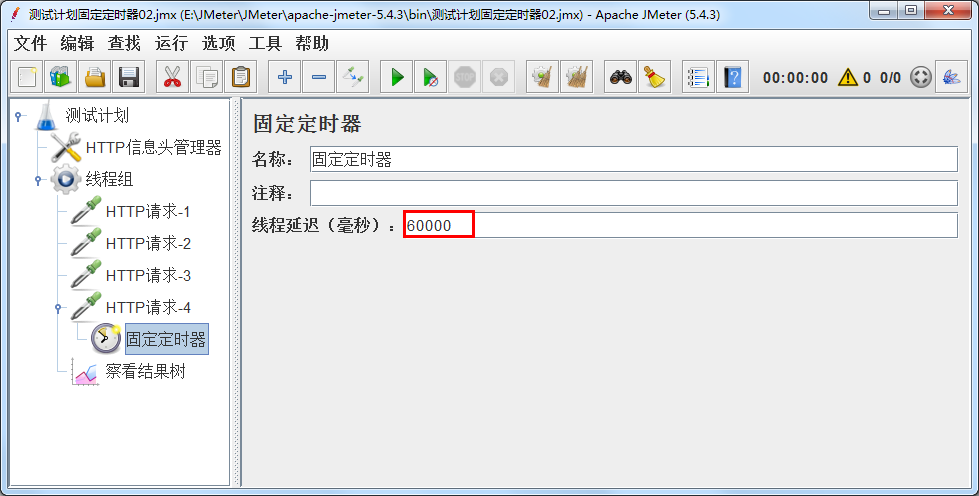 测试计划固定定时器02.jmx (E:\JMeter\JMeter\apache-jmeter-5.4.3\bin\测试计划固定定时器02.jmx) - Apache JMeter (5.4.3)
文件 编辑 查找 运行 选项 工具 帮助
STOP 00:00:00 0 0/0
测试计划
HTTP信息头管理器
线程组
HTTP请求-1
HTTP请求-2
HTTP请求-3
HTTP请求-4
固定定时器
察看结果树
固定定时器
名称： 固定定时器
注释：
线程延迟（毫秒）： 60000